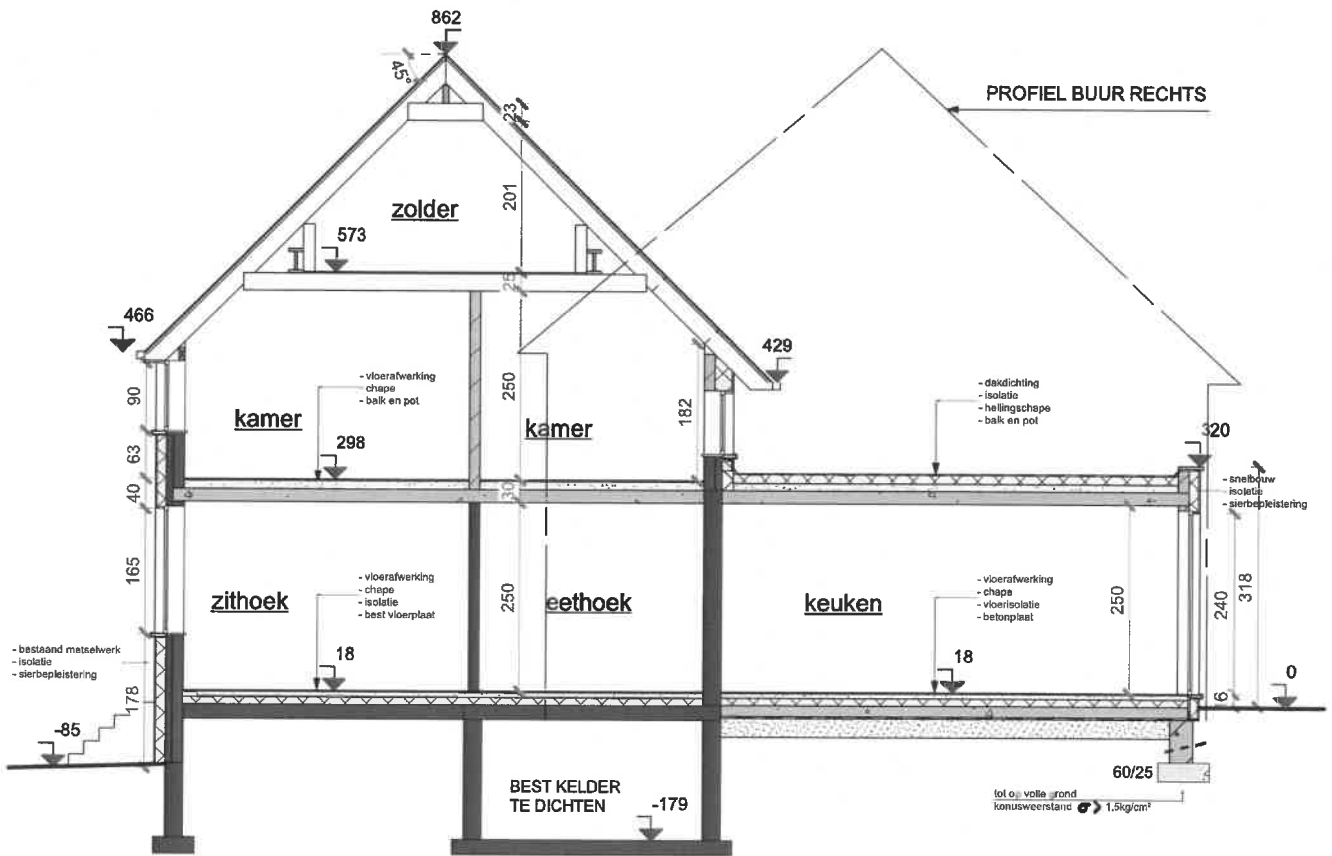 862
45°
PROFIEL BUUR RECHTS
23
201
zolder
573
25
466
429
- vloerafwerking
- chape
- balk en pot
- dakdichting
- isolatie
- hellingschape
- balk en pot
90
250
182
kamer
kamer
298
320
63
40
30
- snelbouw
- isolatie
- sierbepleistering
165
- vloerafwerking
- chape
- isolatie
- best vloerplaat
- vloerafwerking
- chape
- vloerisolatie
- betonplaat
zithoek
250
eethoek
keuken
250
240
318
- bestaand metselwerk
- isolatie
- sierbepleistering
18
18
0
178
6
-85
BEST KELDER
TE DICHTEN
-179
60/25
tot op volle grond
konusweerstand σ > 1,5kg/cm²